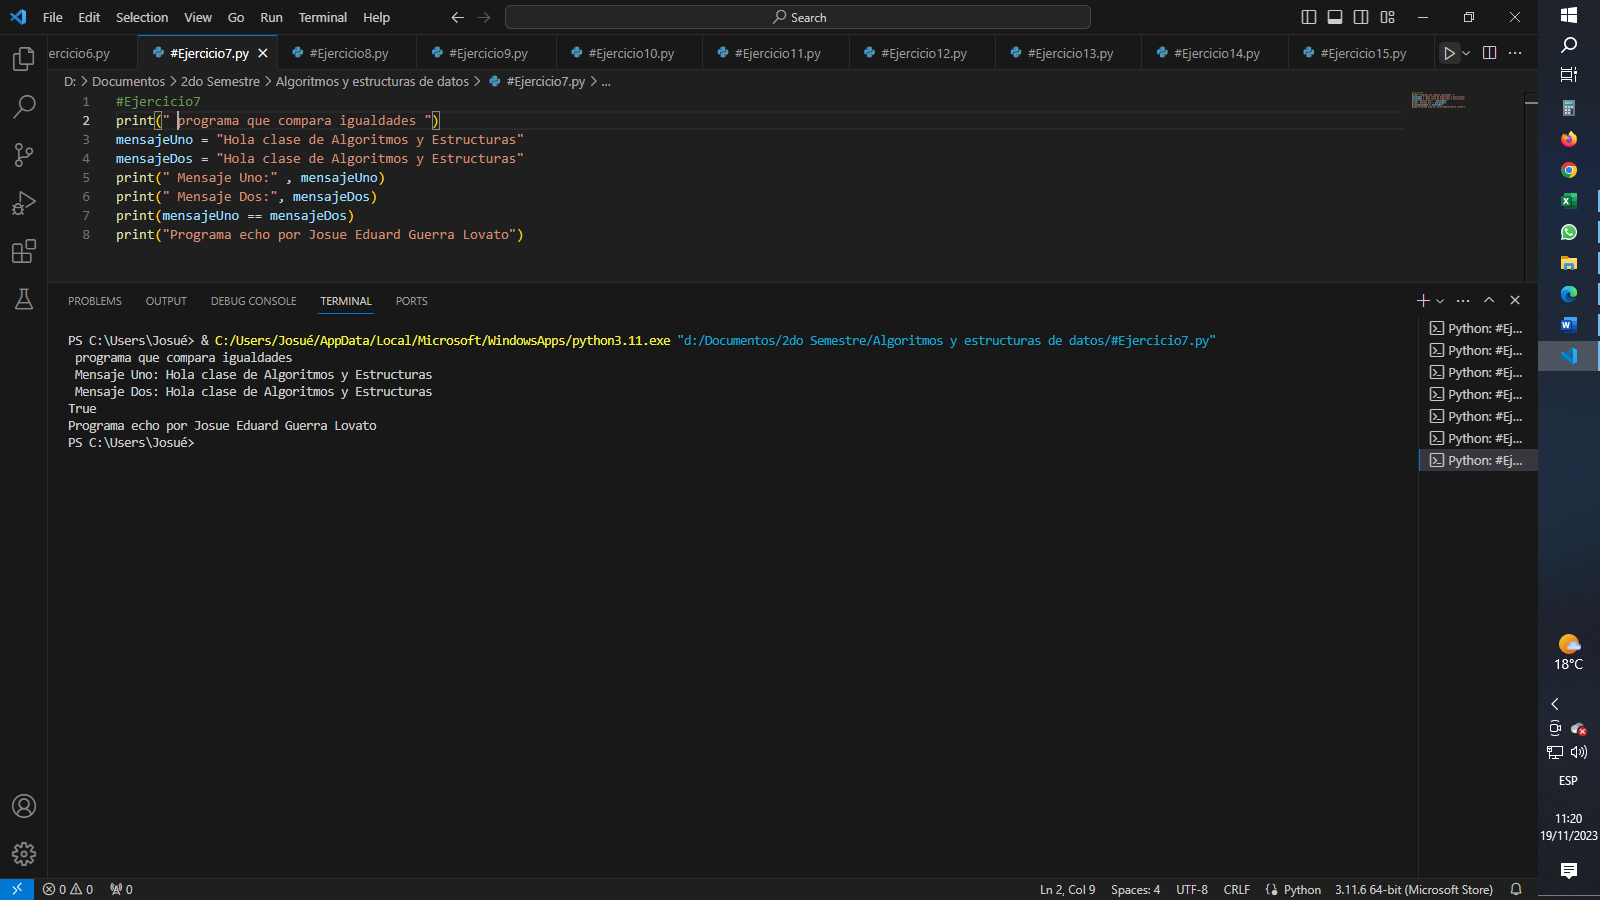 File Edit Selection View Go Run Terminal Help Search
ercicio6.py #Ejercicio7.py #Ejercicio8.py #Ejercicio9.py #Ejercicio10.py #Ejercicio11.py #Ejercicio12.py #Ejercicio13.py #Ejercicio14.py #Ejercicio15.py
D: > Documentos > 2do Semestre > Algoritmos y estructuras de datos > #Ejercicio7.py > ...
1 #Ejercicio7
2 print(" programa que compara igualdades ")
3 mensajeUno = "Hola clase de Algoritmos y Estructuras"
4 mensajeDos = "Hola clase de Algoritmos y Estructuras"
5 print(" Mensaje Uno:" , mensajeUno)
6 print(" Mensaje Dos:", mensajeDos)
7 print(mensajeUno == mensajeDos)
8 print("Programa echo por Josue Eduard Guerra Lovato")
PROBLEMS OUTPUT DEBUG CONSOLE TERMINAL PORTS
PS C:\Users\Josué> & C:/Users/Josué/AppData/Local/Microsoft/WindowsApps/python3.11.exe "d:/Documentos/2do Semestre/Algoritmos y estructuras de datos/#Ejercicio7.py"
programa que compara igualdades
Mensaje Uno: Hola clase de Algoritmos y Estructuras
Mensaje Dos: Hola clase de Algoritmos y Estructuras
True
Programa echo por Josue Eduard Guerra Lovato
PS C:\Users\Josué>
Python: #Ej...
Python: #Ej...
Python: #Ej...
Python: #Ej...
Python: #Ej...
Python: #Ej...
Python: #Ej...
18°C
ESP
11:20
19/11/2023
0 0 0 Ln 2, Col 9 Spaces: 4 UTF-8 CRLF Python 3.11.6 64-bit (Microsoft Store)